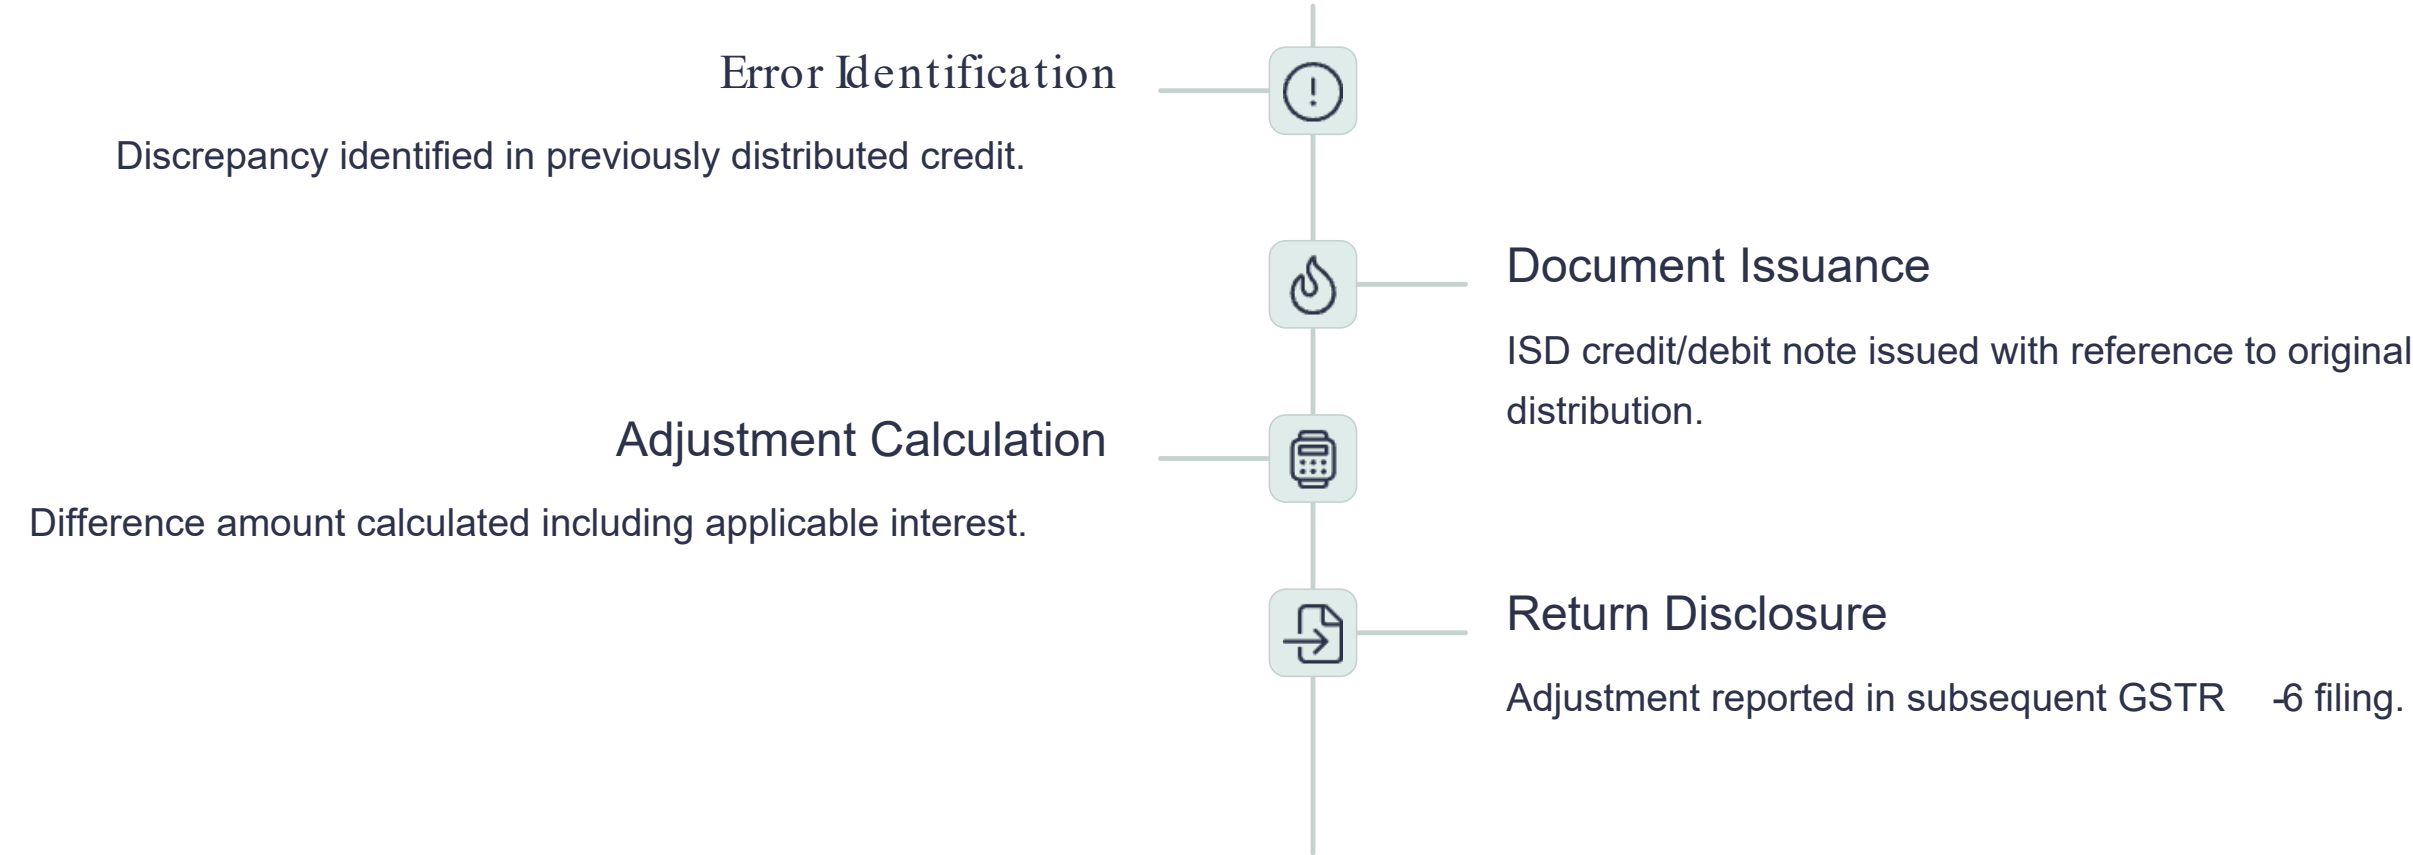 Error Identification
Discrepancy identified in previously distributed credit.
Document Issuance
ISD credit/debit note issued with reference to original
distribution.
Adjustment Calculation
Difference amount calculated including applicable interest.
Return Disclosure
Adjustment reported in subsequent GSTR -6 filing.